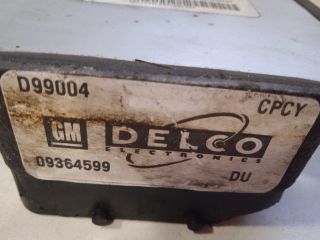 D99004
CPCY
GM DELCO
ELECTRONICS
09364599
DU